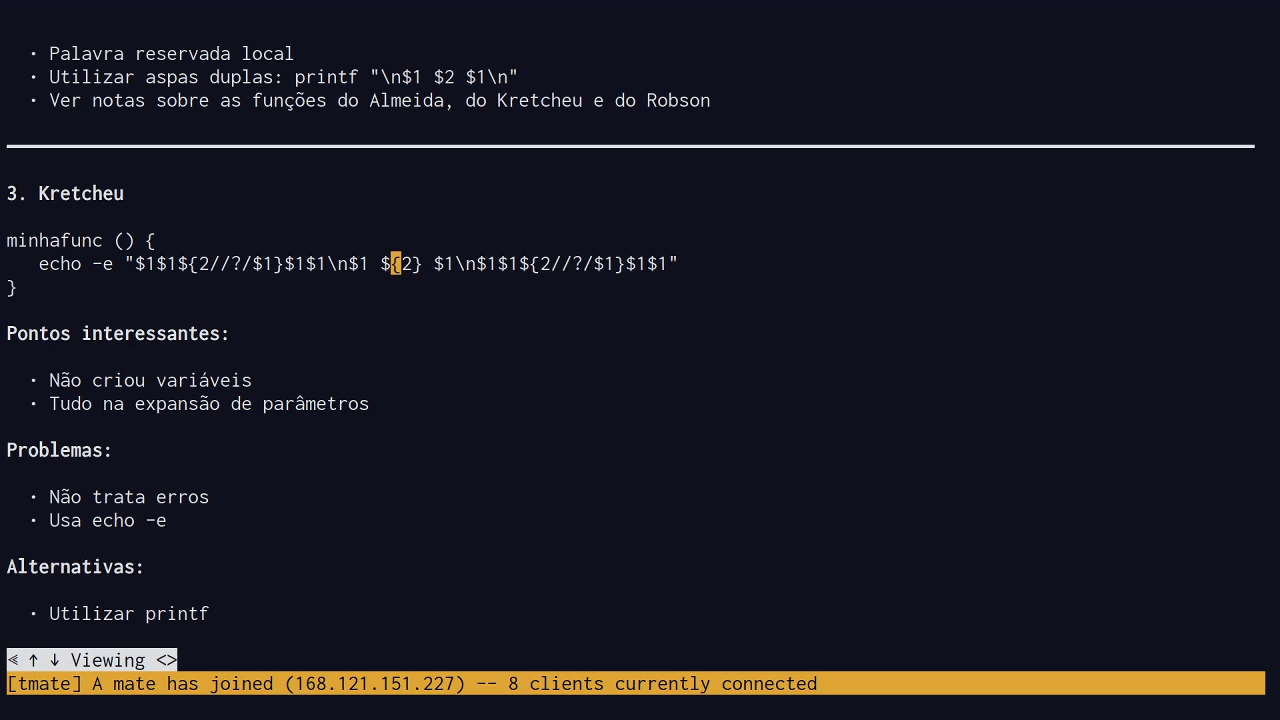 • Palavra reservada local
• Utilizar aspas duplas: printf "\n$1 $2 $1\n"
• Ver notas sobre as funções do Almeida, do Kretcheu e do Robson
3. Kretcheu
minhafunc () {
echo -e "$1$1${2//?/$1}$1$1\n$1 ${2} $1\n$1$1${2//?/$1}$1$1"
}
Pontos interessantes:
• Não criou variáveis
• Tudo na expansão de parâmetros
Problemas:
• Não trata erros
• Usa echo -e
Alternativas:
• Utilizar printf
⋖ ↑ ↓ Viewing <>
[tmate] A mate has joined (168.121.151.227) -- 8 clients currently connected